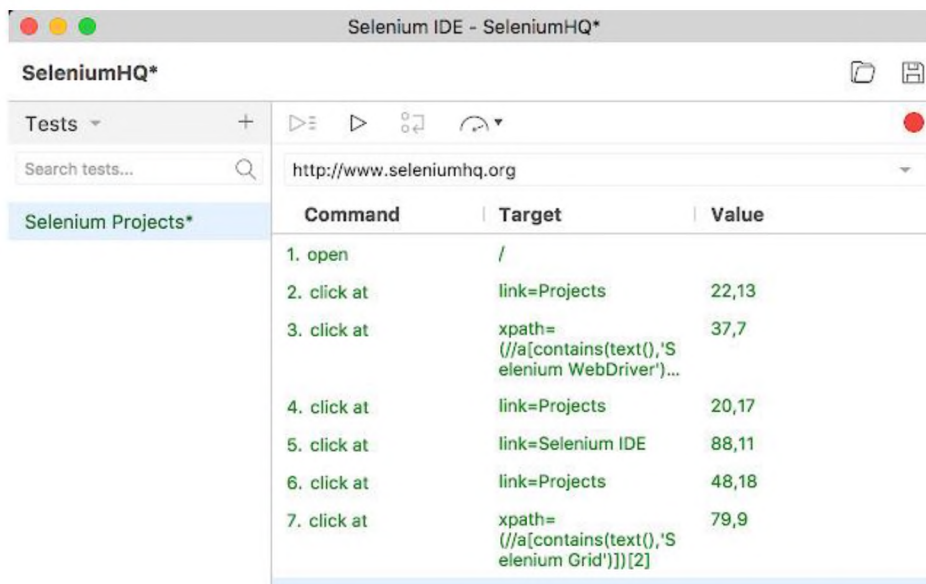 Selenium IDE - SeleniumHQ*
SeleniumHQ*
Tests
Search tests...
http://www.seleniumhq.org
Selenium Projects*
Command Target Value
1. open /
2. click at link=Projects 22,13
3. click at xpath= 37,7
(//a[contains(text(),'S
elenium WebDriver')...
4. click at link=Projects 20,17
5. click at link=Selenium IDE 88,11
6. click at link=Projects 48,18
7. click at xpath= 79,9
(//a[contains(text(),'S
elenium Grid')])[2]